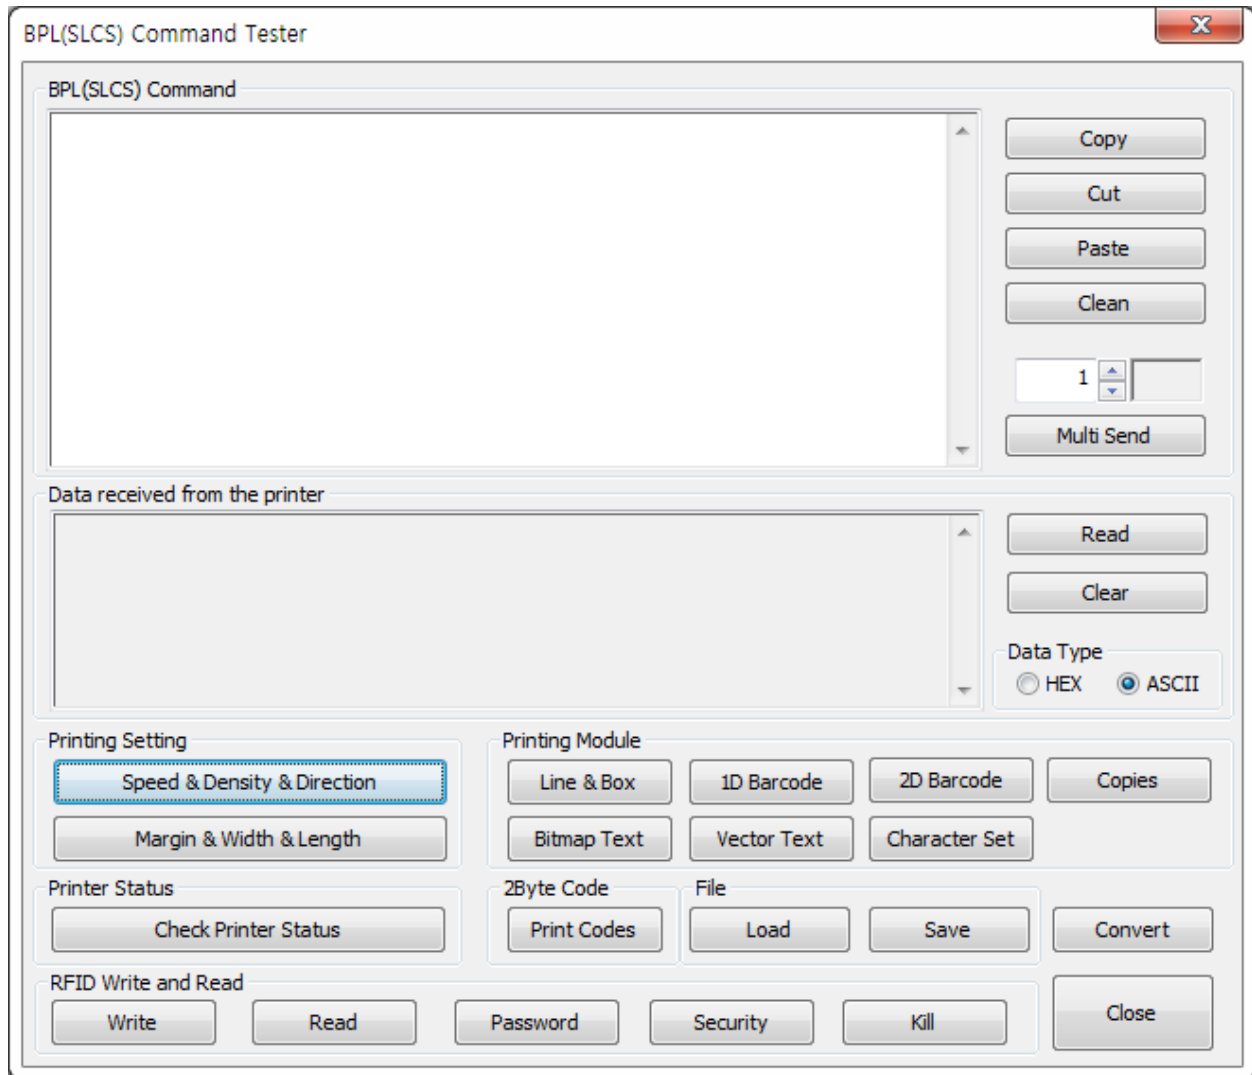 BPL(SLCS) Command Tester
BPL(SLCS) Command
Copy
Cut
Paste
Clean
1
Multi Send
Data received from the printer
Read
Clear
Data Type
HEX ASCII
Printing Setting
Speed & Density & Direction
Margin & Width & Length
Printing Module
Line & Box 1D Barcode 2D Barcode Copies
Bitmap Text Vector Text Character Set
Printer Status
Check Printer Status
2Byte Code
Print Codes
File
Load Save
Convert
RFID Write and Read
Write Read Password Security Kill
Close